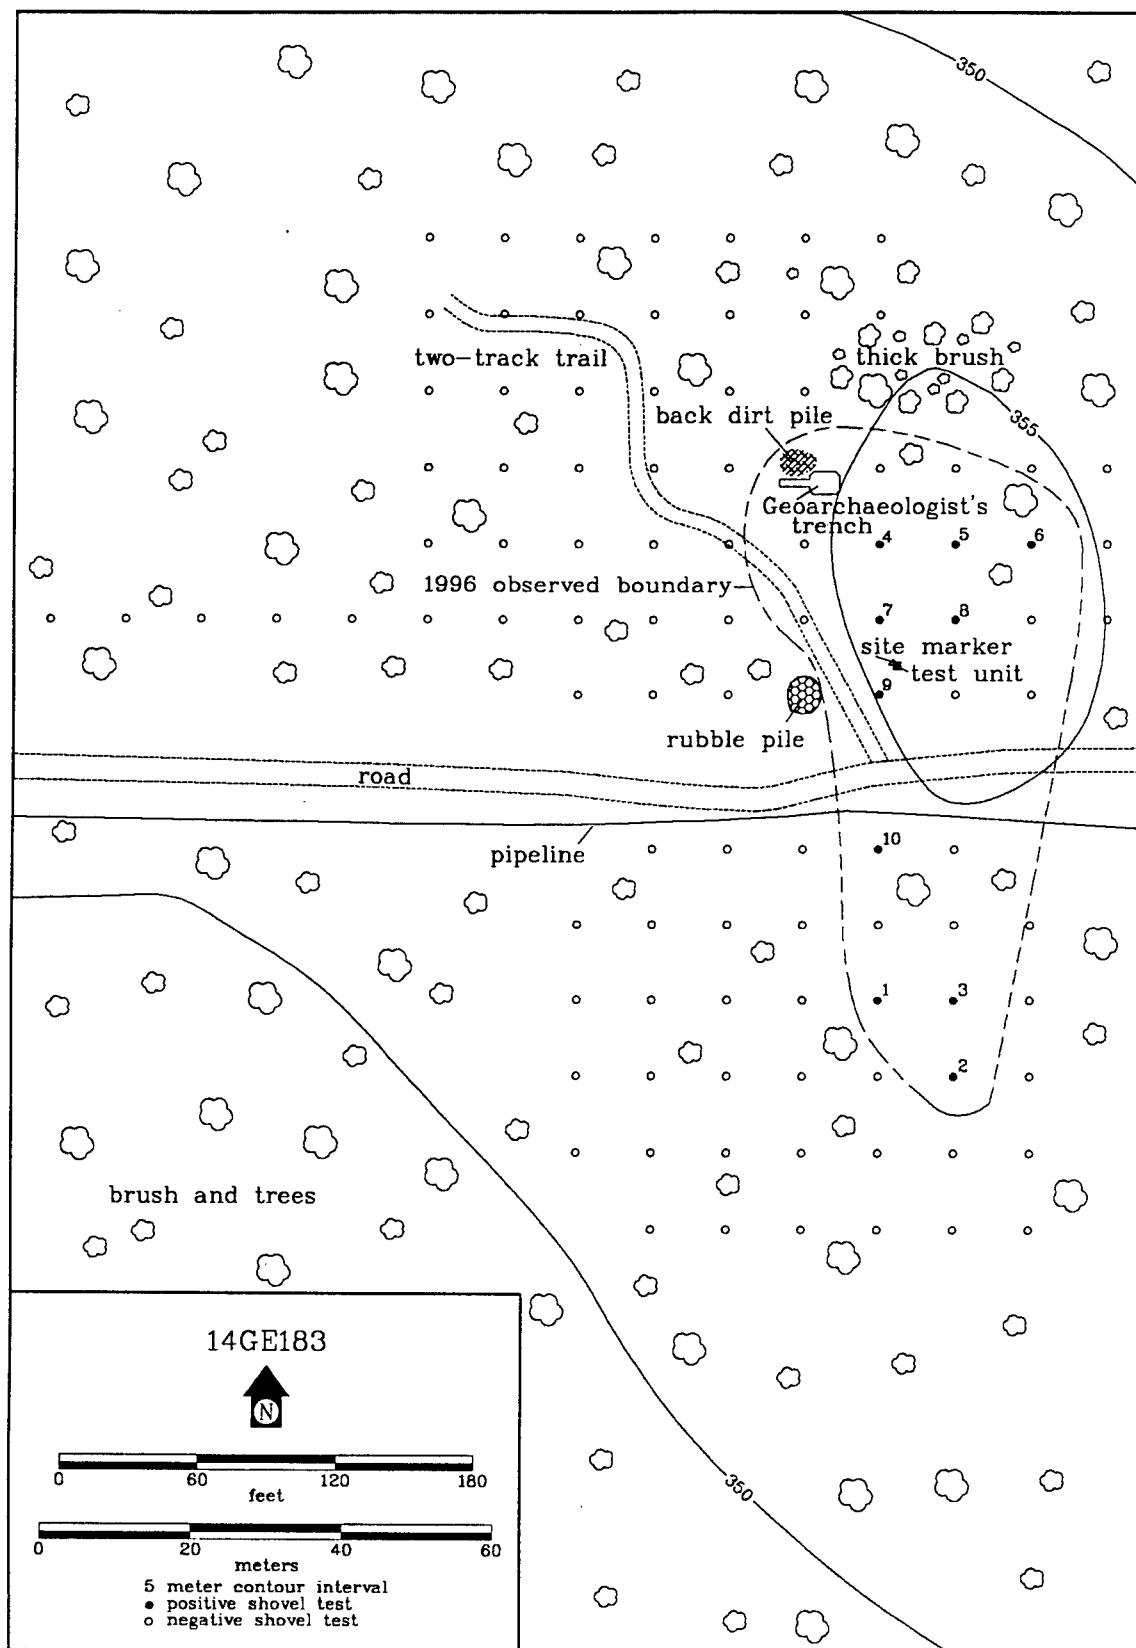 350
two-track trail
thick brush
back dirt pile
355
Geoarchaeologist's
trench
4
5
6
1996 observed boundary
7
8
site marker
test unit
9
rubble pile
road
pipeline
10
1
3
2
brush and trees
350
14GE183
N
0 60 120 180
feet
0 20 40 60
meters
5 meter contour interval
● positive shovel test
○ negative shovel test